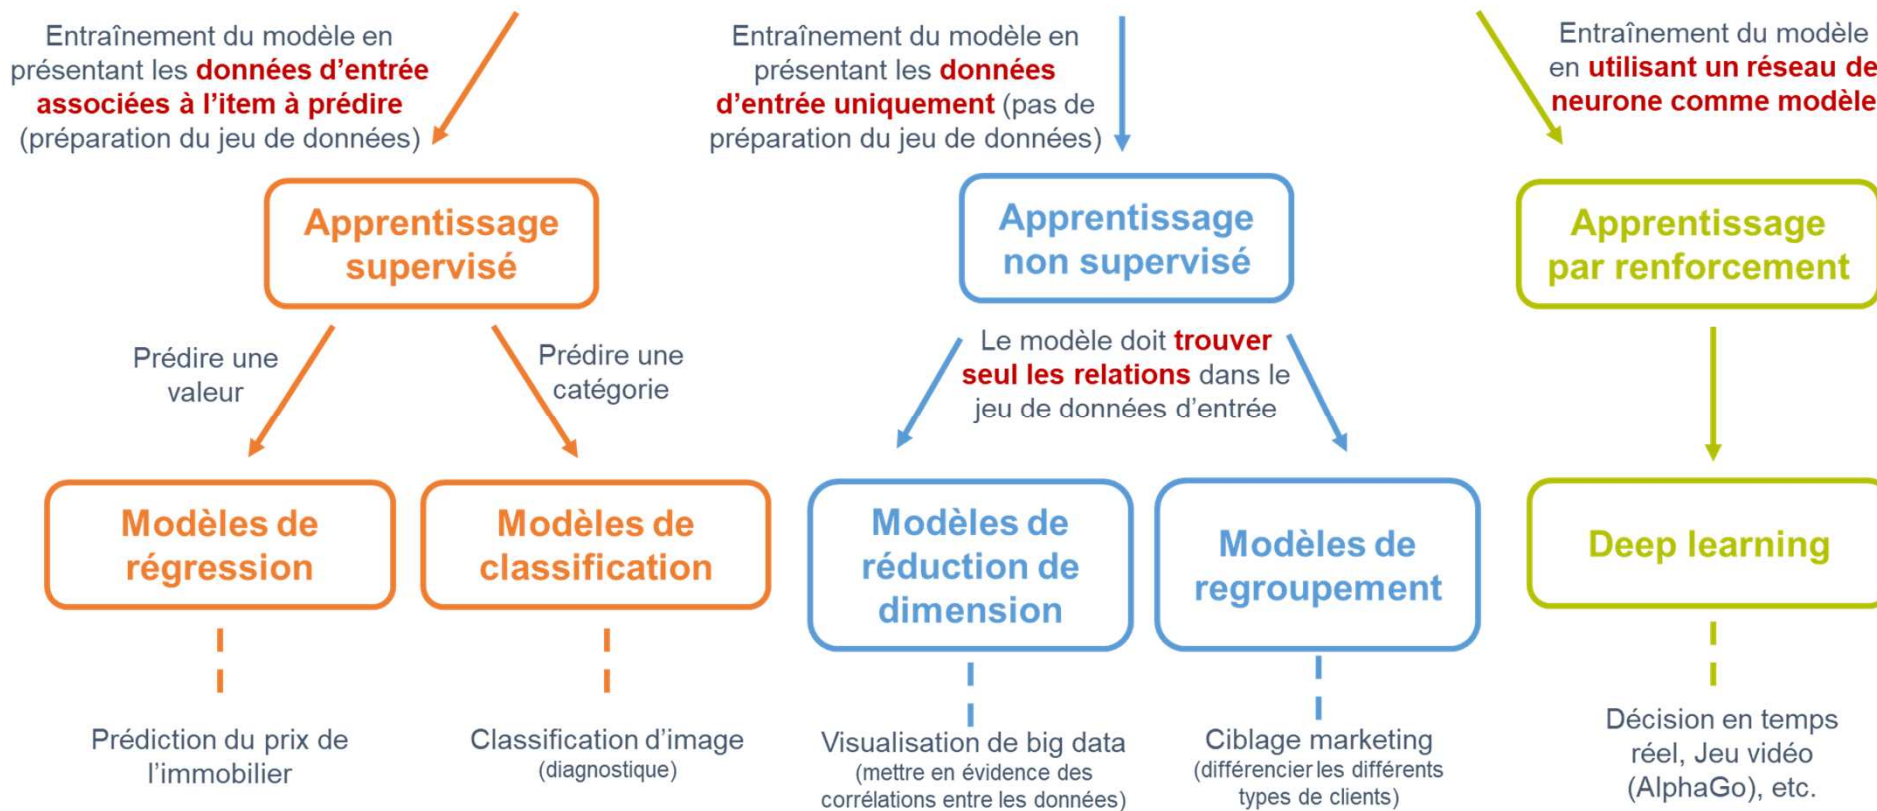 Entraînement du modèle en
présentant les données d’entrée
associées à l’item à prédire
(préparation du jeu de données)
Entraînement du modèle en
présentant les données
d’entrée uniquement (pas de
préparation du jeu de données)
Entraînement du modèle
en utilisant un réseau de
neurone comme modèle
Apprentissage
supervisé
Apprentissage
non supervisé
Apprentissage
par renforcement
Prédire une
valeur
Prédire une
catégorie
Le modèle doit trouver
seul les relations dans le
jeu de données d’entrée
Modèles de
régression
Modèles de
classification
Modèles de
réduction de
dimension
Modèles de
regroupement
Deep learning
Prédiction du prix de
l’immobilier
Classification d’image
(diagnostique)
Visualisation de big data
(mettre en évidence des
corrélations entre les données)
Ciblage marketing
(différencier les différents
types de clients)
Décision en temps
réel, Jeu vidéo
(AlphaGo), etc.